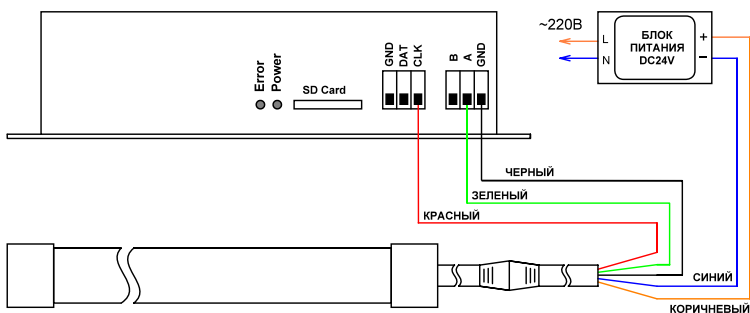 ~220В
L
N
БЛОК
ПИТАНИЯ
DC24V
+
−
Error
Power
SD Card
GND
DAT
CLK
B
A
GND
ЧЕРНЫЙ
ЗЕЛЕНЫЙ
КРАСНЫЙ
СИНИЙ
КОРИЧНЕВЫЙ